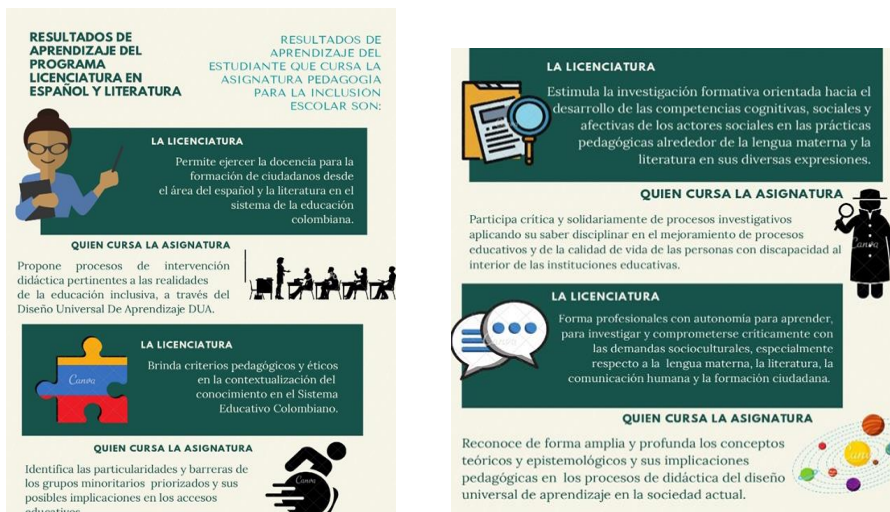 RESULTADOS DE
APRENDIZAJE DEL
PROGRAMA
LICENCIATURA EN
ESPAÑOL Y LITERATURA
RESULTADOS DE
APRENDIZAJE DEL
ESTUDIANTE QUE CURSA LA
ASIGNATURA PEDAGOGÍA
PARA LA INCLUSIÓN
ESCOLAR SON:
LA LICENCIATURA
Permite ejercer la docencia para la
formación de ciudadanos desde
el área del español y la literatura en el
sistema de la educación
colombiana.
QUIEN CURSA LA ASIGNATURA
Propone procesos de intervención
didáctica pertinentes a las realidades
de la educación inclusiva, a través del
Diseño Universal De Aprendizaje DUA.
LA LICENCIATURA
Brinda criterios pedagógicos y éticos
en la contextualización del
conocimiento en el Sistema
Educativo Colombiano.
Canva
QUIEN CURSA LA ASIGNATURA
Identifica las particularidades y barreras de
los grupos minoritarios priorizados y sus
posibles implicaciones en los accesos
educativos.
Canva
LA LICENCIATURA
Estimula la investigación formativa orientada hacia el
desarrollo de las competencias cognitivas, sociales y
afectivas de los actores sociales en las prácticas
pedagógicas alrededor de la lengua materna y la
literatura en sus diversas expresiones.
QUIEN CURSA LA ASIGNATURA
Participa crítica y solidariamente de procesos investigativos
aplicando su saber disciplinar en el mejoramiento de procesos
educativos y de la calidad de vida de las personas con discapacidad al
interior de las instituciones educativas.
Canva
LA LICENCIATURA
Forma profesionales con autonomía para aprender,
para investigar y comprometerse críticamente con
las demandas socioculturales, especialmente
respecto a la lengua materna, la literatura, la
comunicación humana y la formación ciudadana.
QUIEN CURSA LA ASIGNATURA
Reconoce de forma amplia y profunda los conceptos
teóricos y epistemológicos y sus implicaciones
pedagógicas en los procesos de didáctica del diseño
universal de aprendizaje en la sociedad actual.